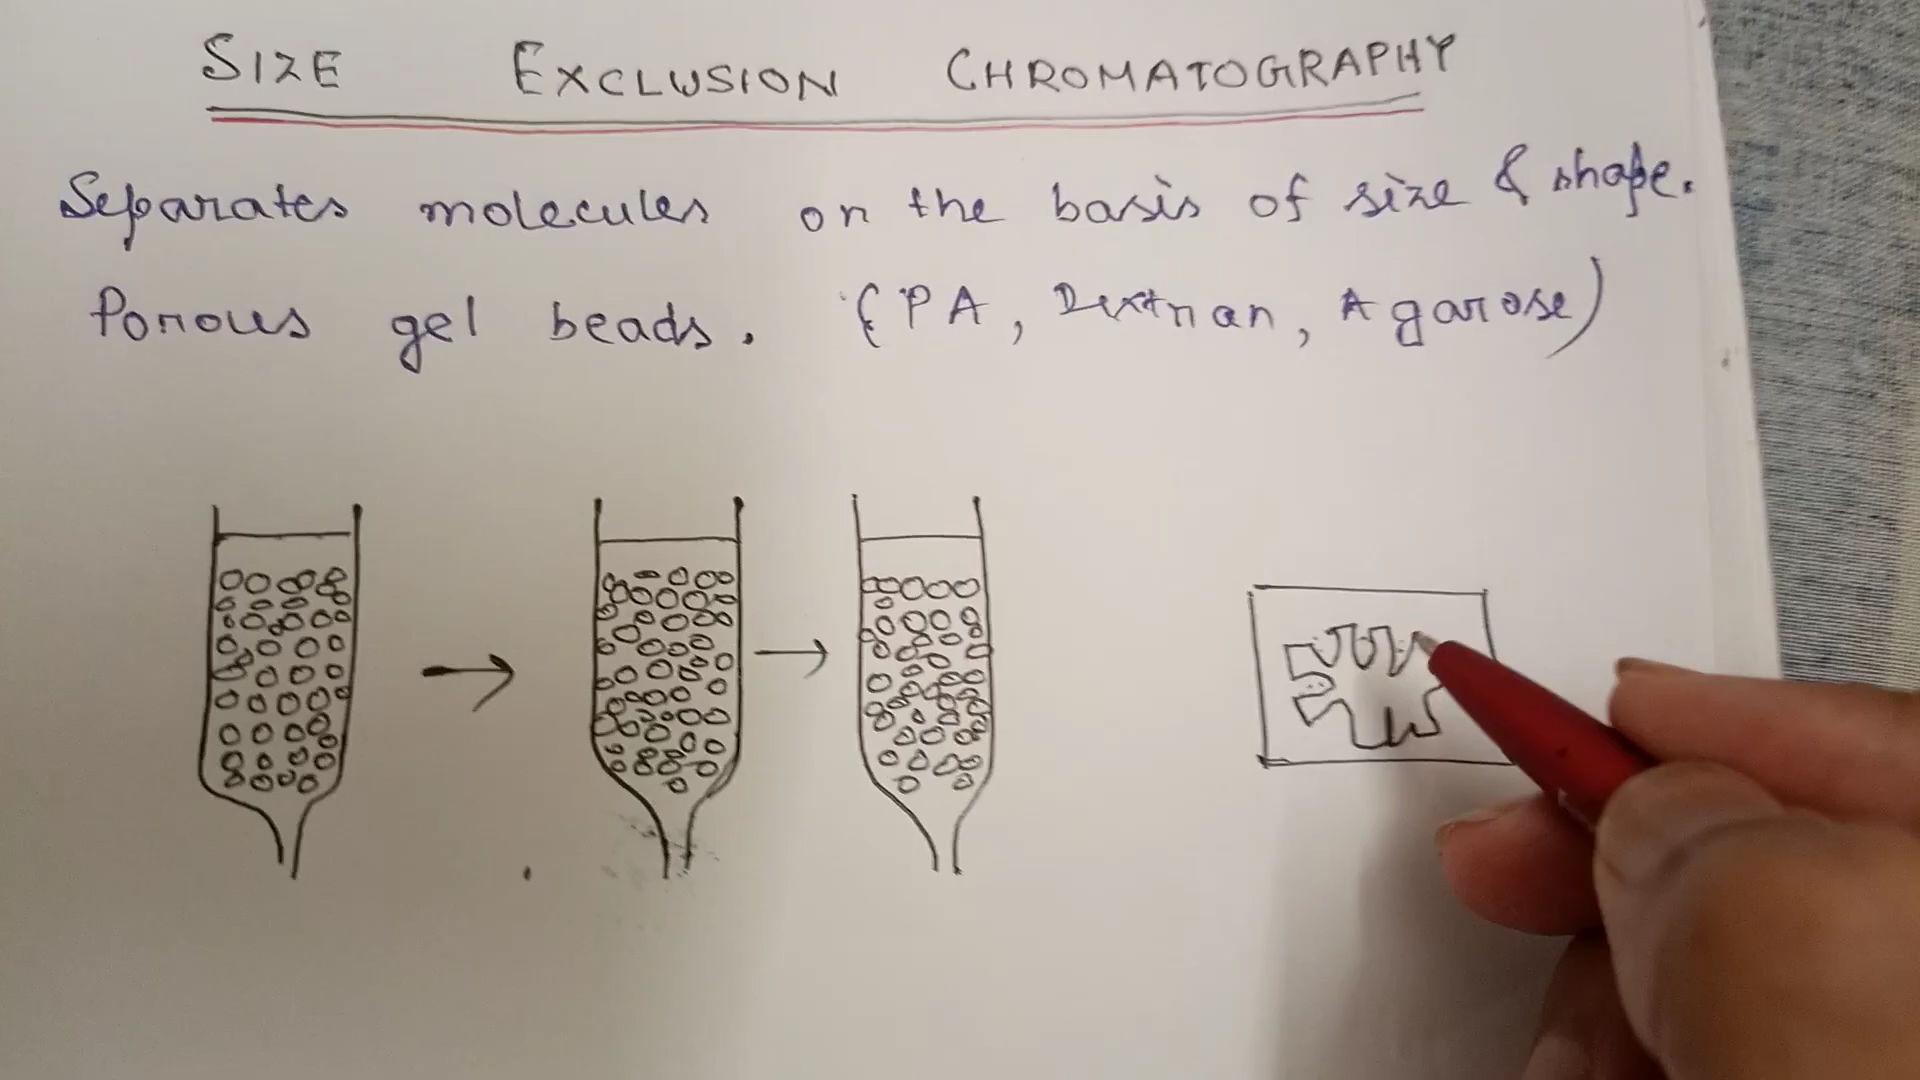 SIZE EXCLUSION CHROMATOGRAPHY
Separates molecules on the basis of size & shape.
Porous gel beads. (PA, Dextran, Agarose)